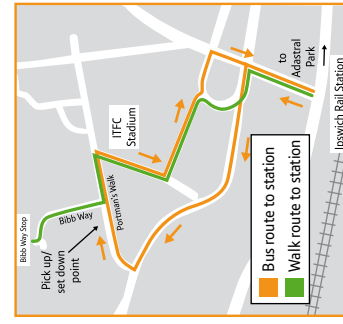 Bibb Way Stop
Bibb Way
Pick up/
set down
point
Portman's Walk
ITFC
Stadium
to
Adastral
Park
Ipswich Rail Station
Bus route to station
Walk route to station